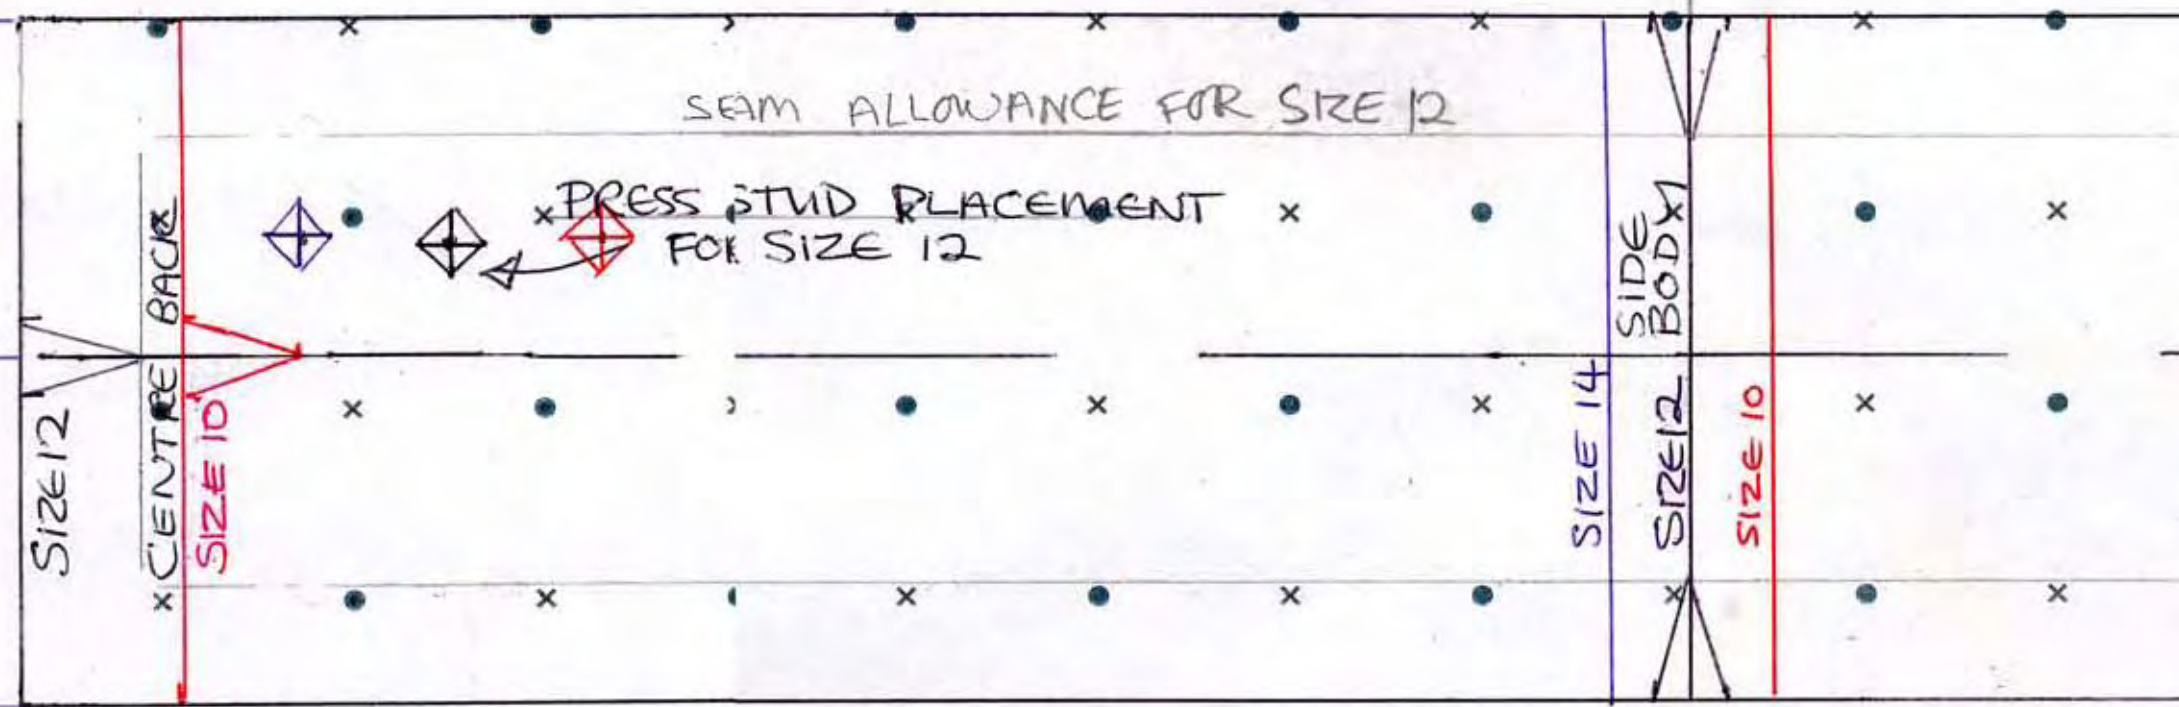 SEAM ALLOWANCE FOR SIZE 12
PRESS STUD PLACEMENT
FOR SIZE 12
SIZE 12
CENTRE BACK
SIZE 10
SIZE 14
SIDE
BODY
SIZE 12
SIZE 10